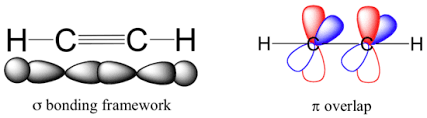 H—C≡C—H
H—C—C—H
σ bonding framework
π overlap